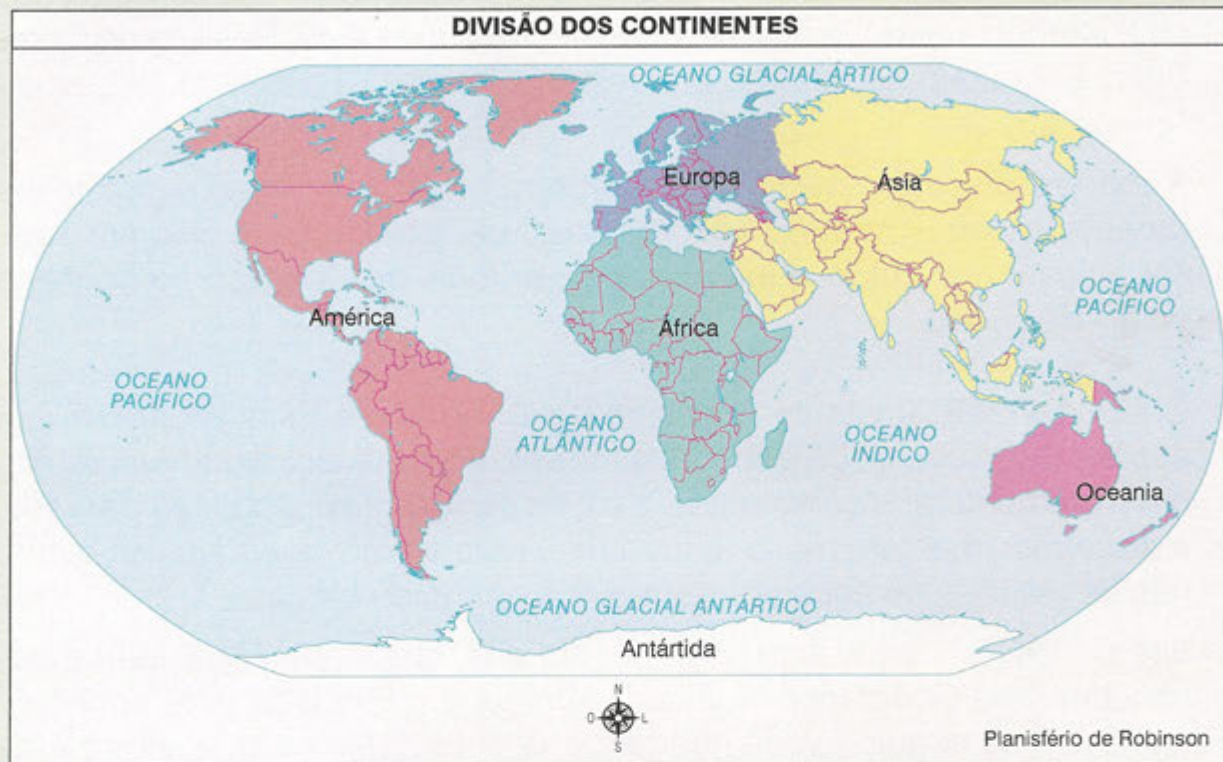 DIVISÃO DOS CONTINENTES
OCEANO GLACIAL ÁRTICO
Europa
Ásia
América
África
OCEANO
PACÍFICO
OCEANO
PACÍFICO
OCEANO
ATLÂNTICO
OCEANO
ÍNDICO
Oceania
OCEANO GLACIAL ANTÁRTICO
Antártida
N
O L
S
Planisfério de Robinson